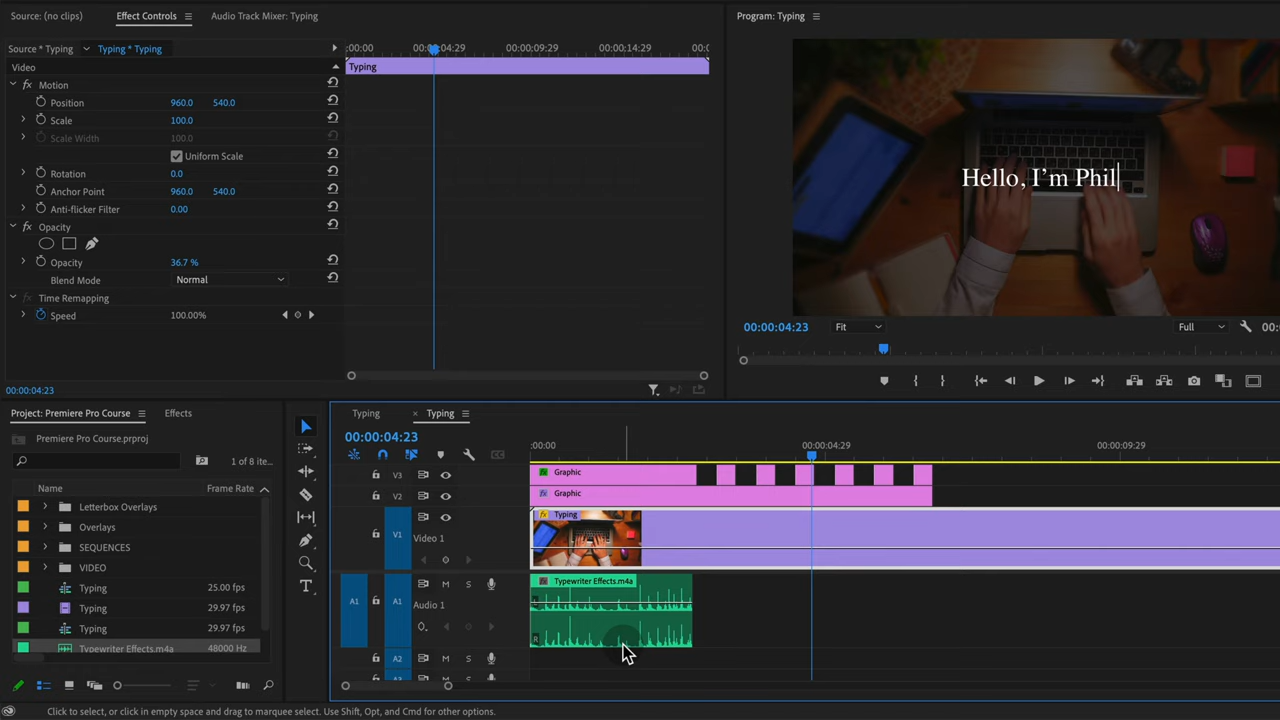 Source: (no clips) Effect Controls Audio Track Mixer: Typing
Source * Typing Typing * Typing
:00:00 00:00:04:29 00:00:09:29 00:00:14:29 00:0
Video
Typing
Motion
Position 960.0 540.0
Scale 100.0
Scale Width 100.0
Uniform Scale
Rotation 0.0
Anchor Point 960.0 540.0
Anti-flicker Filter 0.00
Opacity
Opacity 36.7 %
Blend Mode Normal
Time Remapping
Speed 100.00%
00:00:04:23
Program: Typing
Hello, I’m Phil
00:00:04:23 Fit Full 00:0
Project: Premiere Pro Course Effects
Premiere Pro Course.prproj
1 of 8 ite...
Name Frame Rate
Letterbox Overlays
Overlays
SEQUENCES
VIDEO
Typing 25.00 fps
Typing 29.97 fps
Typing 29.97 fps
Typewriter Effects.m4a 48000 Hz
Typing × Typing
00:00:04:23
:00:00 00:00:04:29 00:00:09:29
V3 fx Graphic
V2 fx Graphic
V1 Video 1 fx Typing
A1 A1 M S Audio 1 fx Typewriter Effects.m4a
L
R
A2 M S
Click to select, or click in empty space and drag to marquee select. Use Shift, Opt, and Cmd for other options.